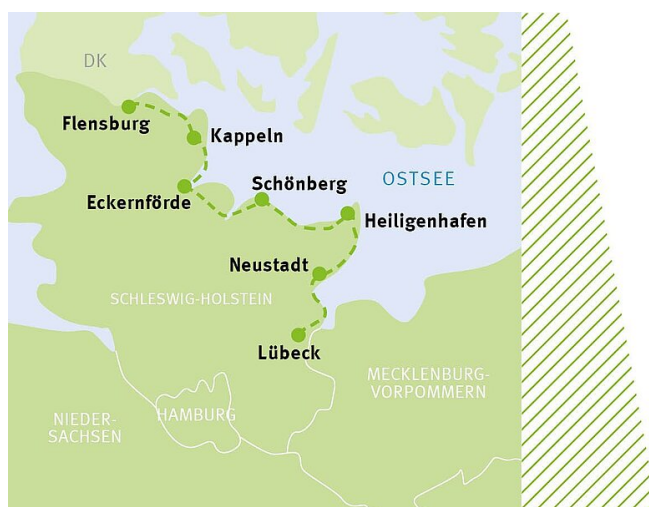 DK
Flensburg
Kappeln
Schönberg
OSTSEE
Eckernförde
Heiligenhafen
Neustadt
SCHLESWIG-HOLSTEIN
Lübeck
MECKLENBURG-
VORPOMMERN
NIEDER-
SACHSEN
HAMBURG